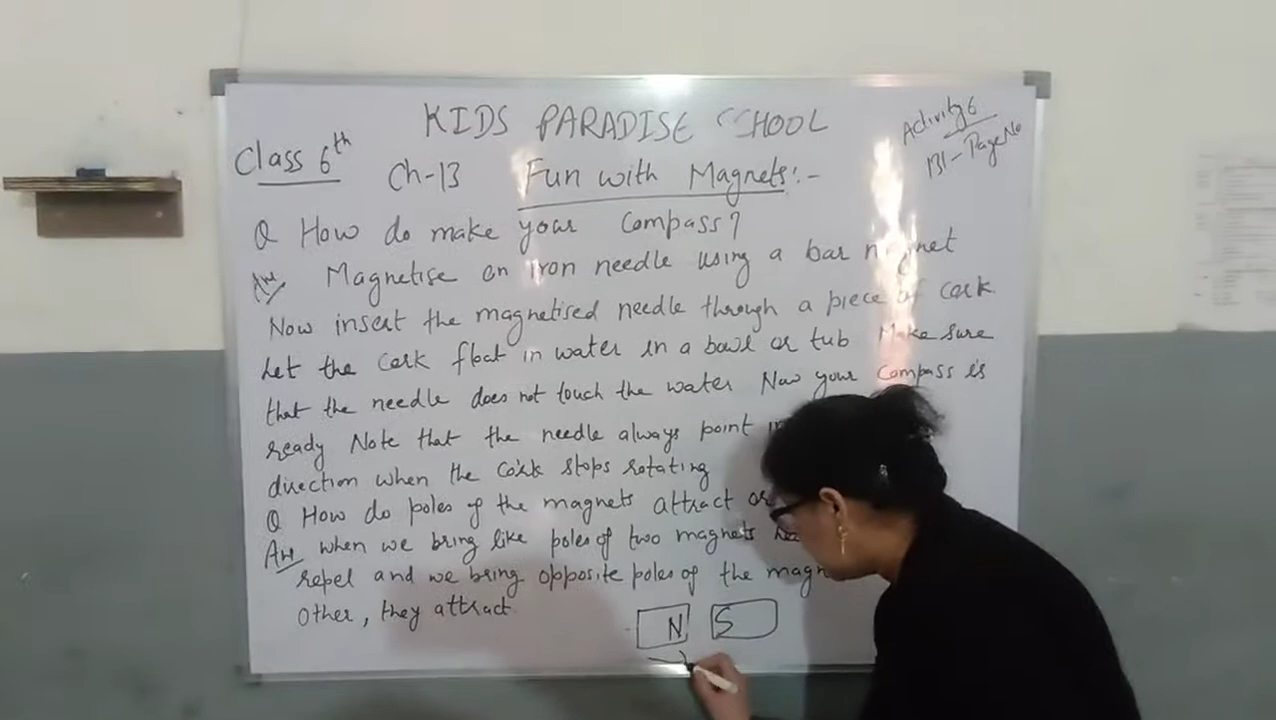 KIDS PARADISE SCHOOL
Activity 6
131 - Page No
Class 6th
Ch-13 Fun with Magnets:-
Q How do make your Compass?
Ans Magnetise an iron needle using a bar magnet
Now insert the magnetised needle through a piece of cork
Let the cork float in water in a bowl or tub Make sure
that the needle does not touch the water Now your Compass is
ready Note that the needle always point in
direction when the cork stops rotating
Q How do poles of the magnets attract or
Ans when we bring like poles of two magnets
repel and we bring opposite poles of the
Other, they attract.
N S